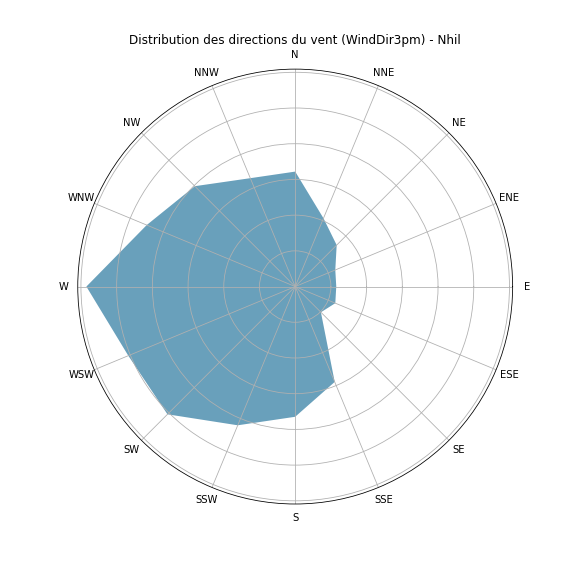 Distribution des directions du vent (WindDir3pm) - Nhil
N
NNW
NNE
NW
NE
WNW
ENE
W
E
WSW
ESE
SW
SE
SSW
SSE
S